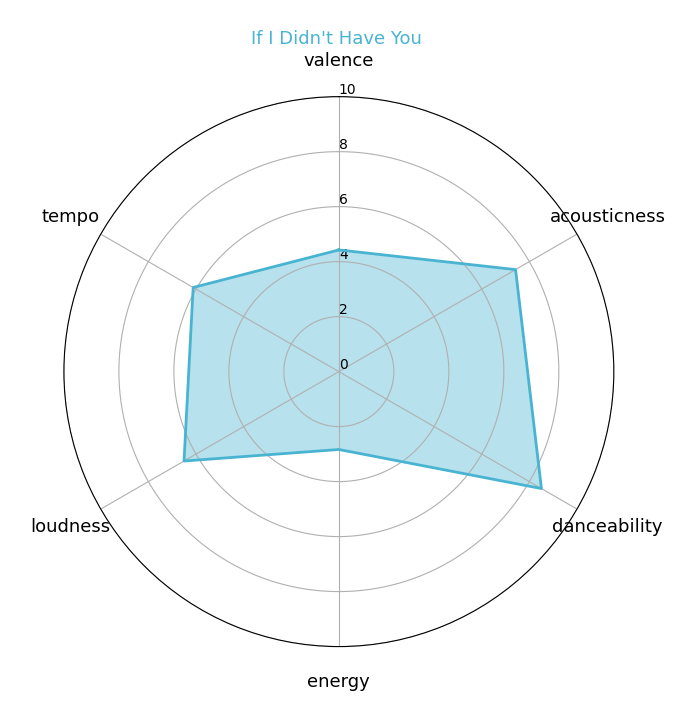 If I Didn't Have You
valence
10
8
tempo
6
acousticness
4
2
0
loudness
danceability
energy